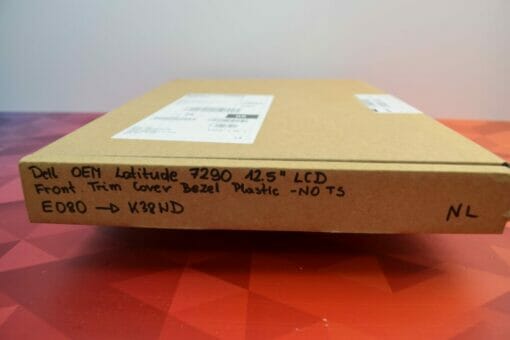 Dell OEM Latitude 7290 12.5" LCD
Front Trim Cover Bezel Plastic -NO TS
E080 → K38ND
NL